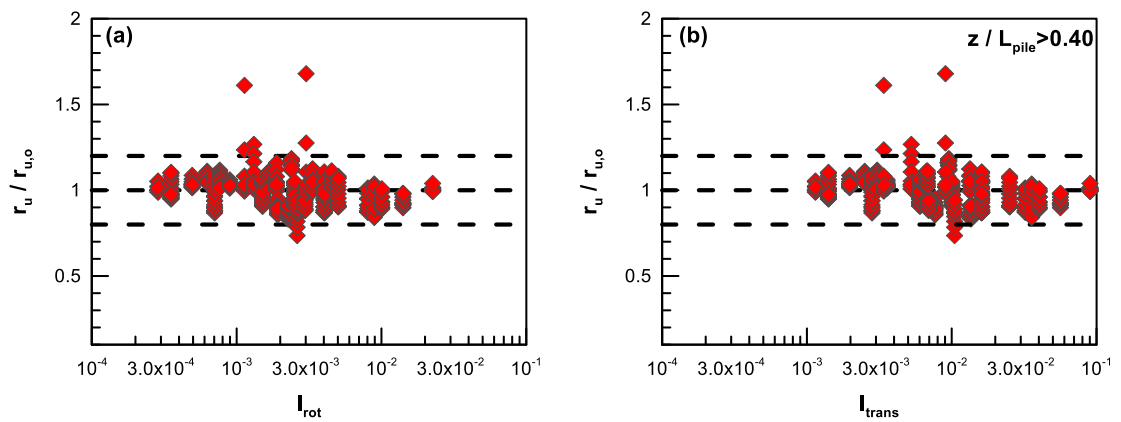 (a)
2
1.5
1
0.5
r_u / r_u,o
10⁻⁴ 3.0x10⁻⁴ 10⁻³ 3.0x10⁻³ 10⁻² 3.0x10⁻² 10⁻¹
I_rot
(b)
z / L_pile>0.40
2
1.5
1
0.5
r_u / r_u,o
10⁻⁴ 3.0x10⁻⁴ 10⁻³ 3.0x10⁻³ 10⁻² 3.0x10⁻² 10⁻¹
I_trans